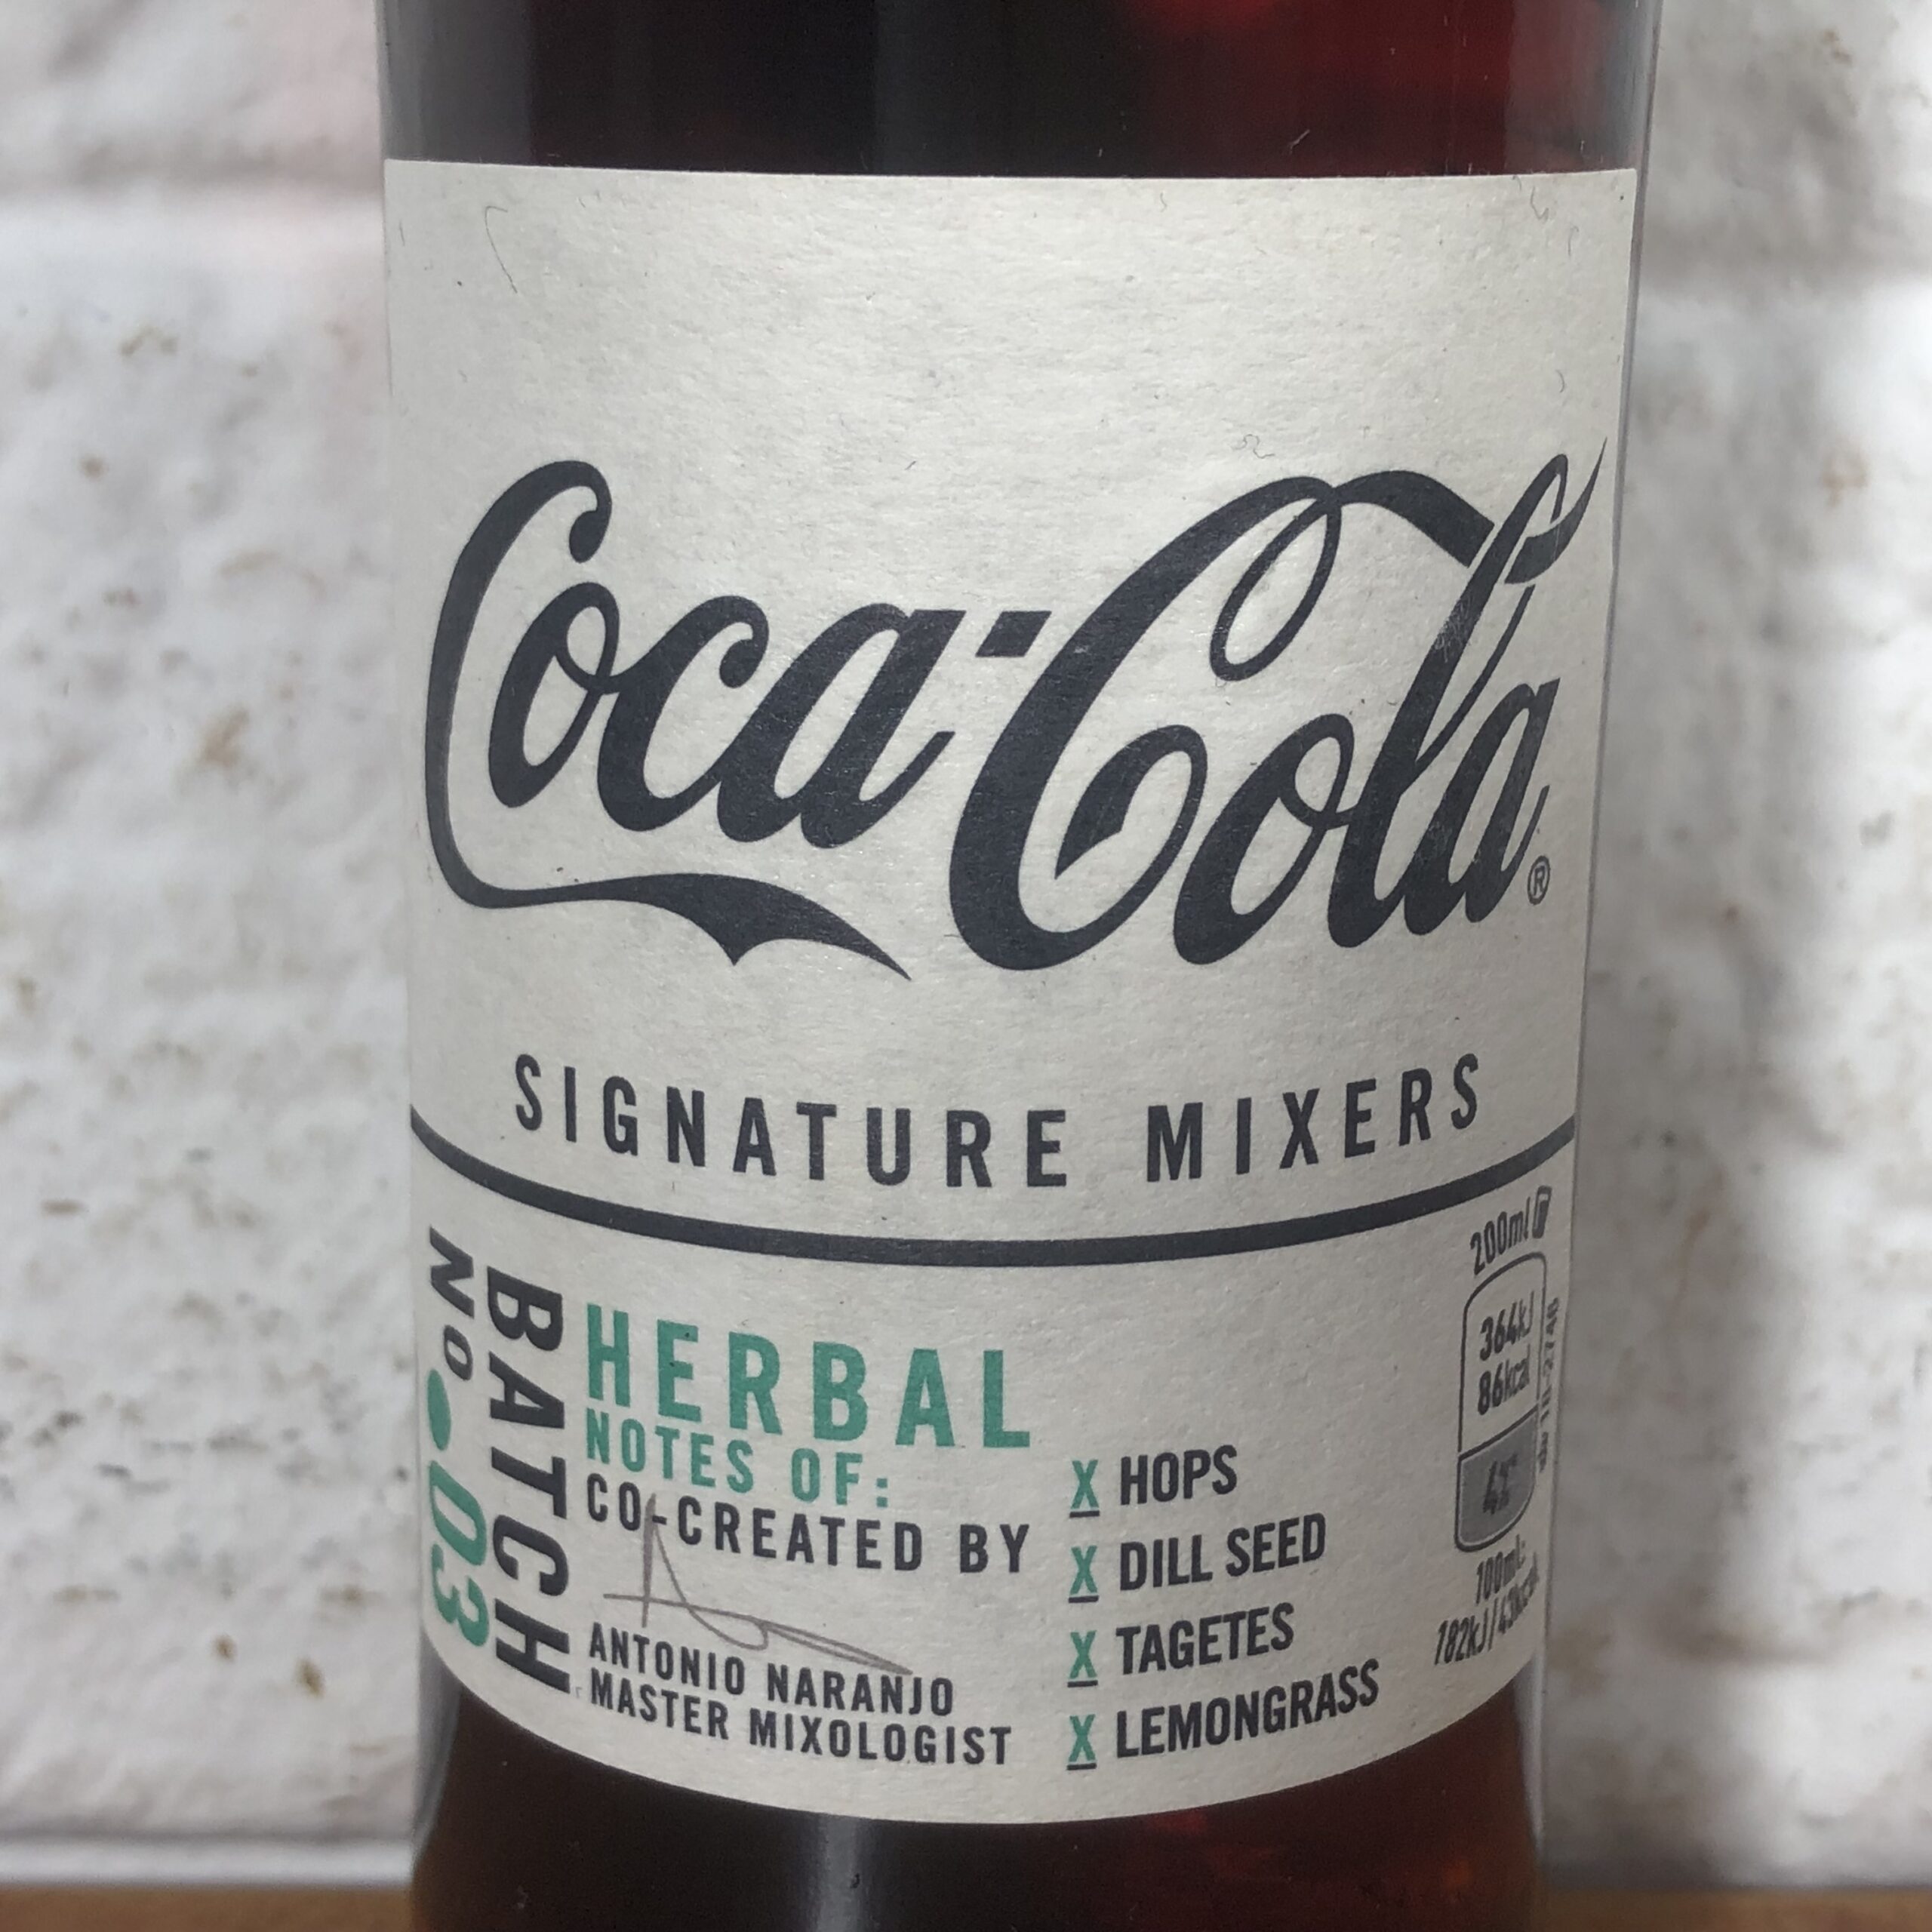 Coca-Cola®
SIGNATURE MIXERS
BATCH
No.03
HERBAL
NOTES OF:
CO-CREATED BY
ANTONIO NARANJO
MASTER MIXOLOGIST
X HOPS
X DILL SEED
X TAGETES
X LEMONGRASS
200ml
364kJ
86kcal
4%
100ml:
182kJ/43kcal